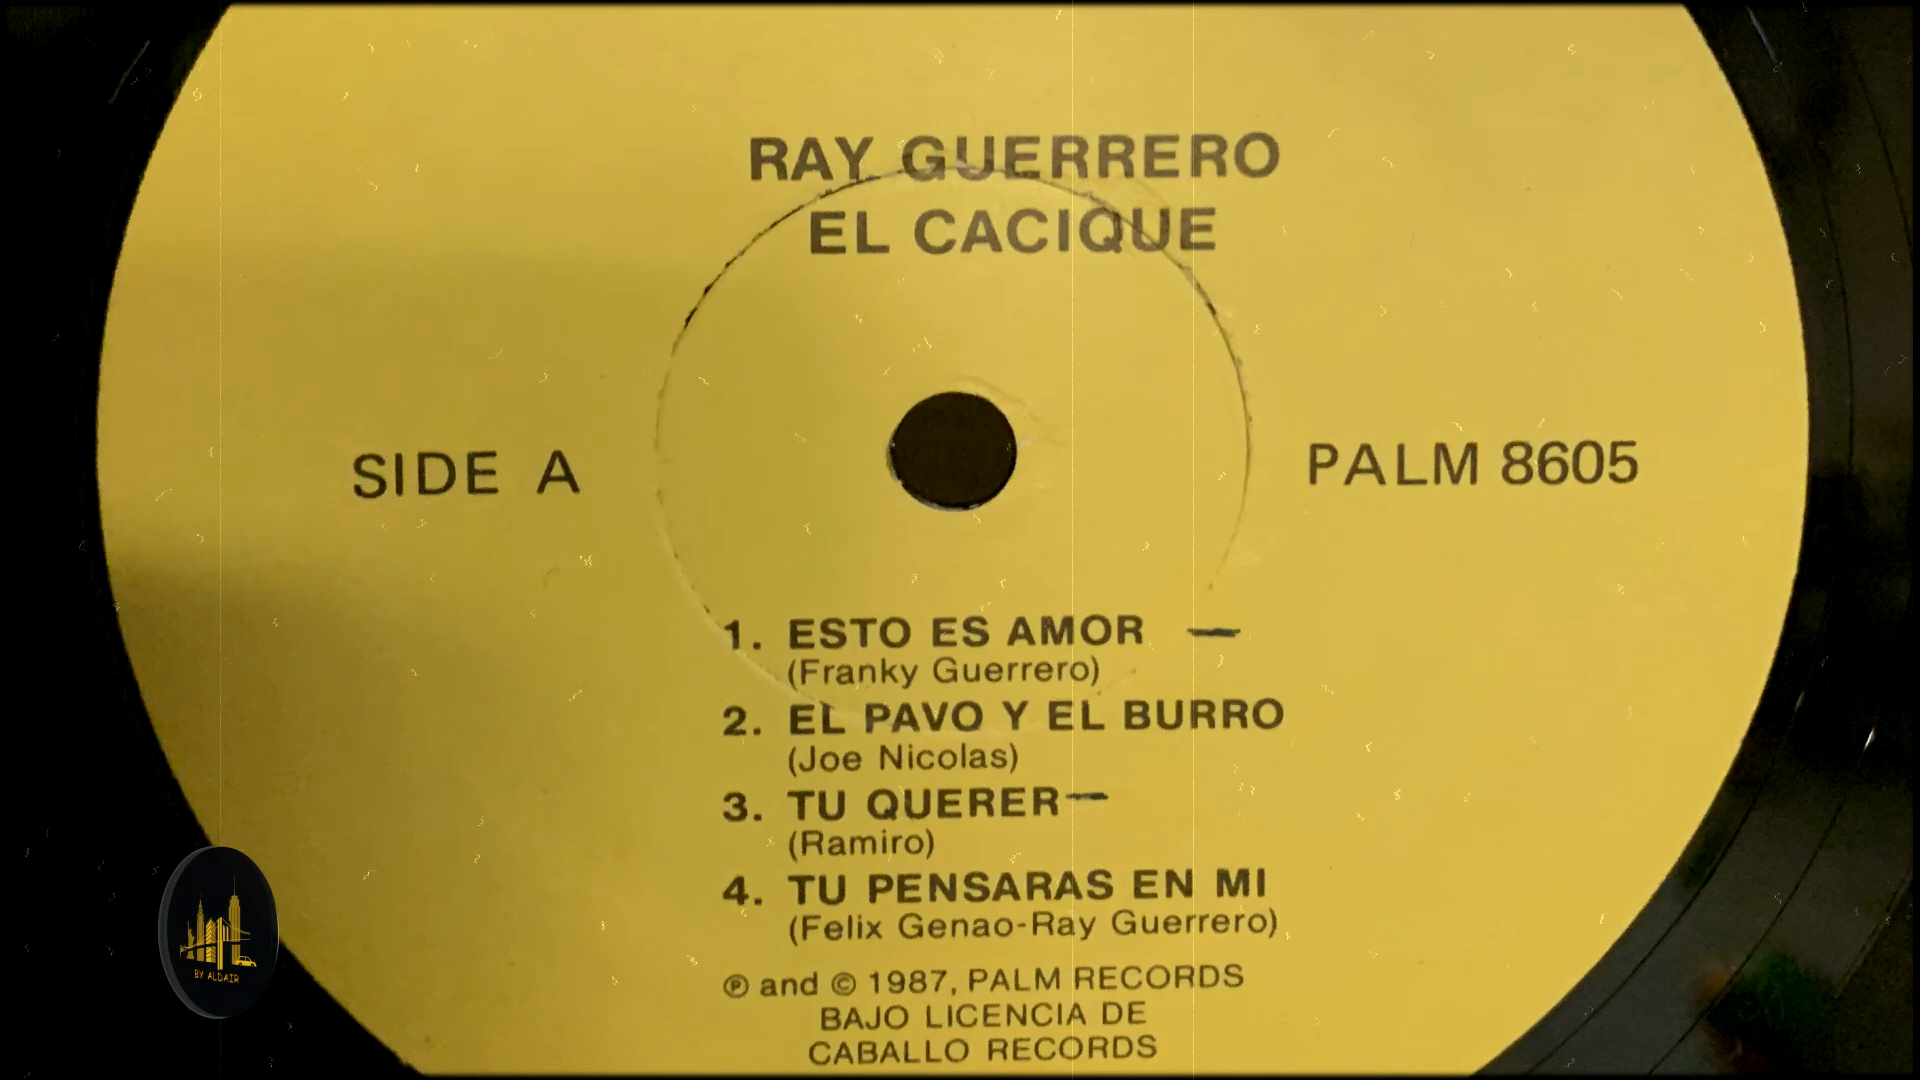 RAY GUERRERO
EL CACIQUE
SIDE A
PALM 8605
1. ESTO ES AMOR —
(Franky Guerrero)
2. EL PAVO Y EL BURRO
(Joe Nicolas)
3. TU QUERER —
(Ramiro)
4. TU PENSARAS EN MI
(Felix Genao-Ray Guerrero)
℗ and © 1987, PALM RECORDS
BAJO LICENCIA DE
CABALLO RECORDS
BY ALDAIR